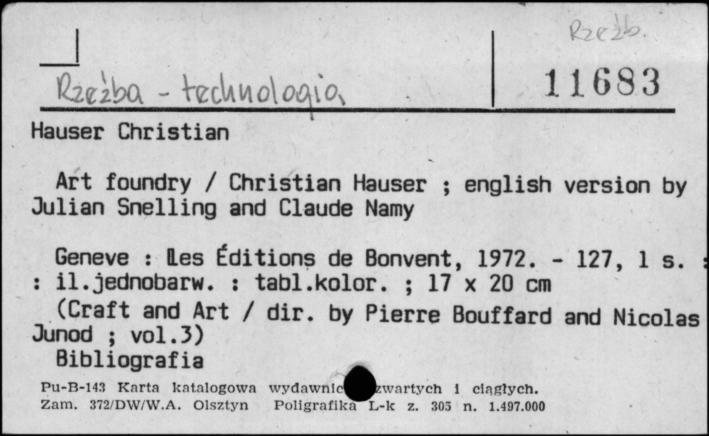 Rzeźb.
Rzeźba - technologia
11683
Hauser Christian
Art foundry / Christian Hauser ; english version by
Julian Snelling and Claude Namy
Geneve : Les Éditions de Bonvent, 1972. - 127, 1 s. :
: il.jednobarw. : tabl.kolor. ; 17 x 20 cm
(Craft and Art / dir. by Pierre Bouffard and Nicolas
Junod ; vol.3)
Bibliografia
Pu-B-143 Karta katalogowa wydawnic zwartych i ciągłych.
Zam. 372/DW/W.A. Olsztyn Poligrafika L-k z. 305 n. 1.497.000